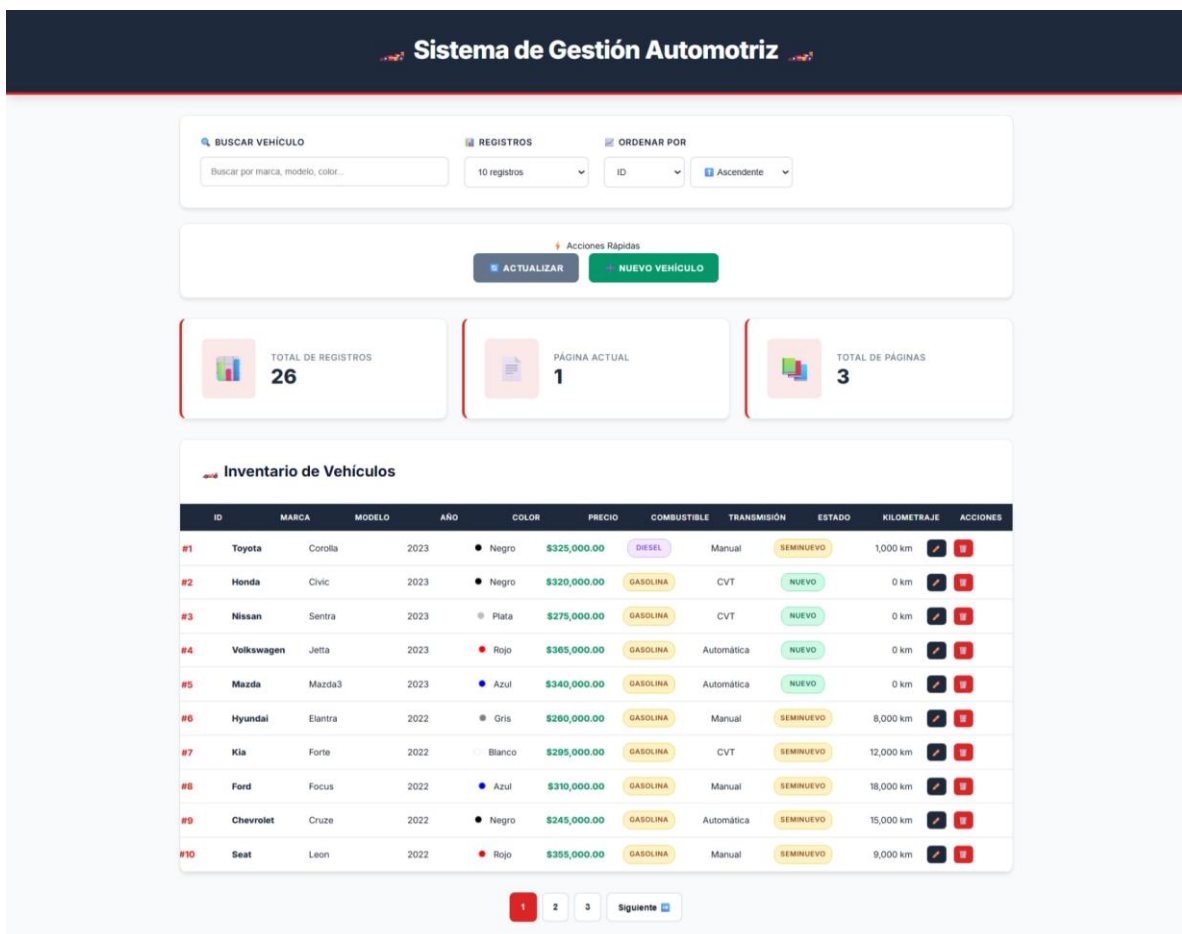 Sistema de Gestión Automotriz
BUSCAR VEHÍCULO REGISTROS ORDENAR POR
Buscar por marca, modelo, color... 10 registros ID Ascendente
Acciones Rápidas
ACTUALIZAR NUEVO VEHÍCULO
TOTAL DE REGISTROS
26
PÁGINA ACTUAL
1
TOTAL DE PÁGINAS
3
Inventario de Vehículos
ID MARCA MODELO AÑO COLOR PRECIO COMBUSTIBLE TRANSMISIÓN ESTADO KILOMETRAJE ACCIONES
#1 Toyota Corolla 2023 Negro $325,000.00 DIESEL Manual SEMINUEVO 1,000 km
#2 Honda Civic 2023 Negro $320,000.00 GASOLINA CVT NUEVO 0 km
#3 Nissan Sentra 2023 Plata $275,000.00 GASOLINA CVT NUEVO 0 km
#4 Volkswagen Jetta 2023 Rojo $365,000.00 GASOLINA Automática NUEVO 0 km
#5 Mazda Mazda3 2023 Azul $340,000.00 GASOLINA Automática NUEVO 0 km
#6 Hyundai Elantra 2022 Gris $260,000.00 GASOLINA Manual SEMINUEVO 8,000 km
#7 Kia Forte 2022 Blanco $295,000.00 GASOLINA CVT SEMINUEVO 12,000 km
#8 Ford Focus 2022 Azul $310,000.00 GASOLINA Manual SEMINUEVO 18,000 km
#9 Chevrolet Cruze 2022 Negro $245,000.00 GASOLINA Automática SEMINUEVO 15,000 km
#10 Seat Leon 2022 Rojo $355,000.00 GASOLINA Manual SEMINUEVO 9,000 km
1 2 3 Siguiente